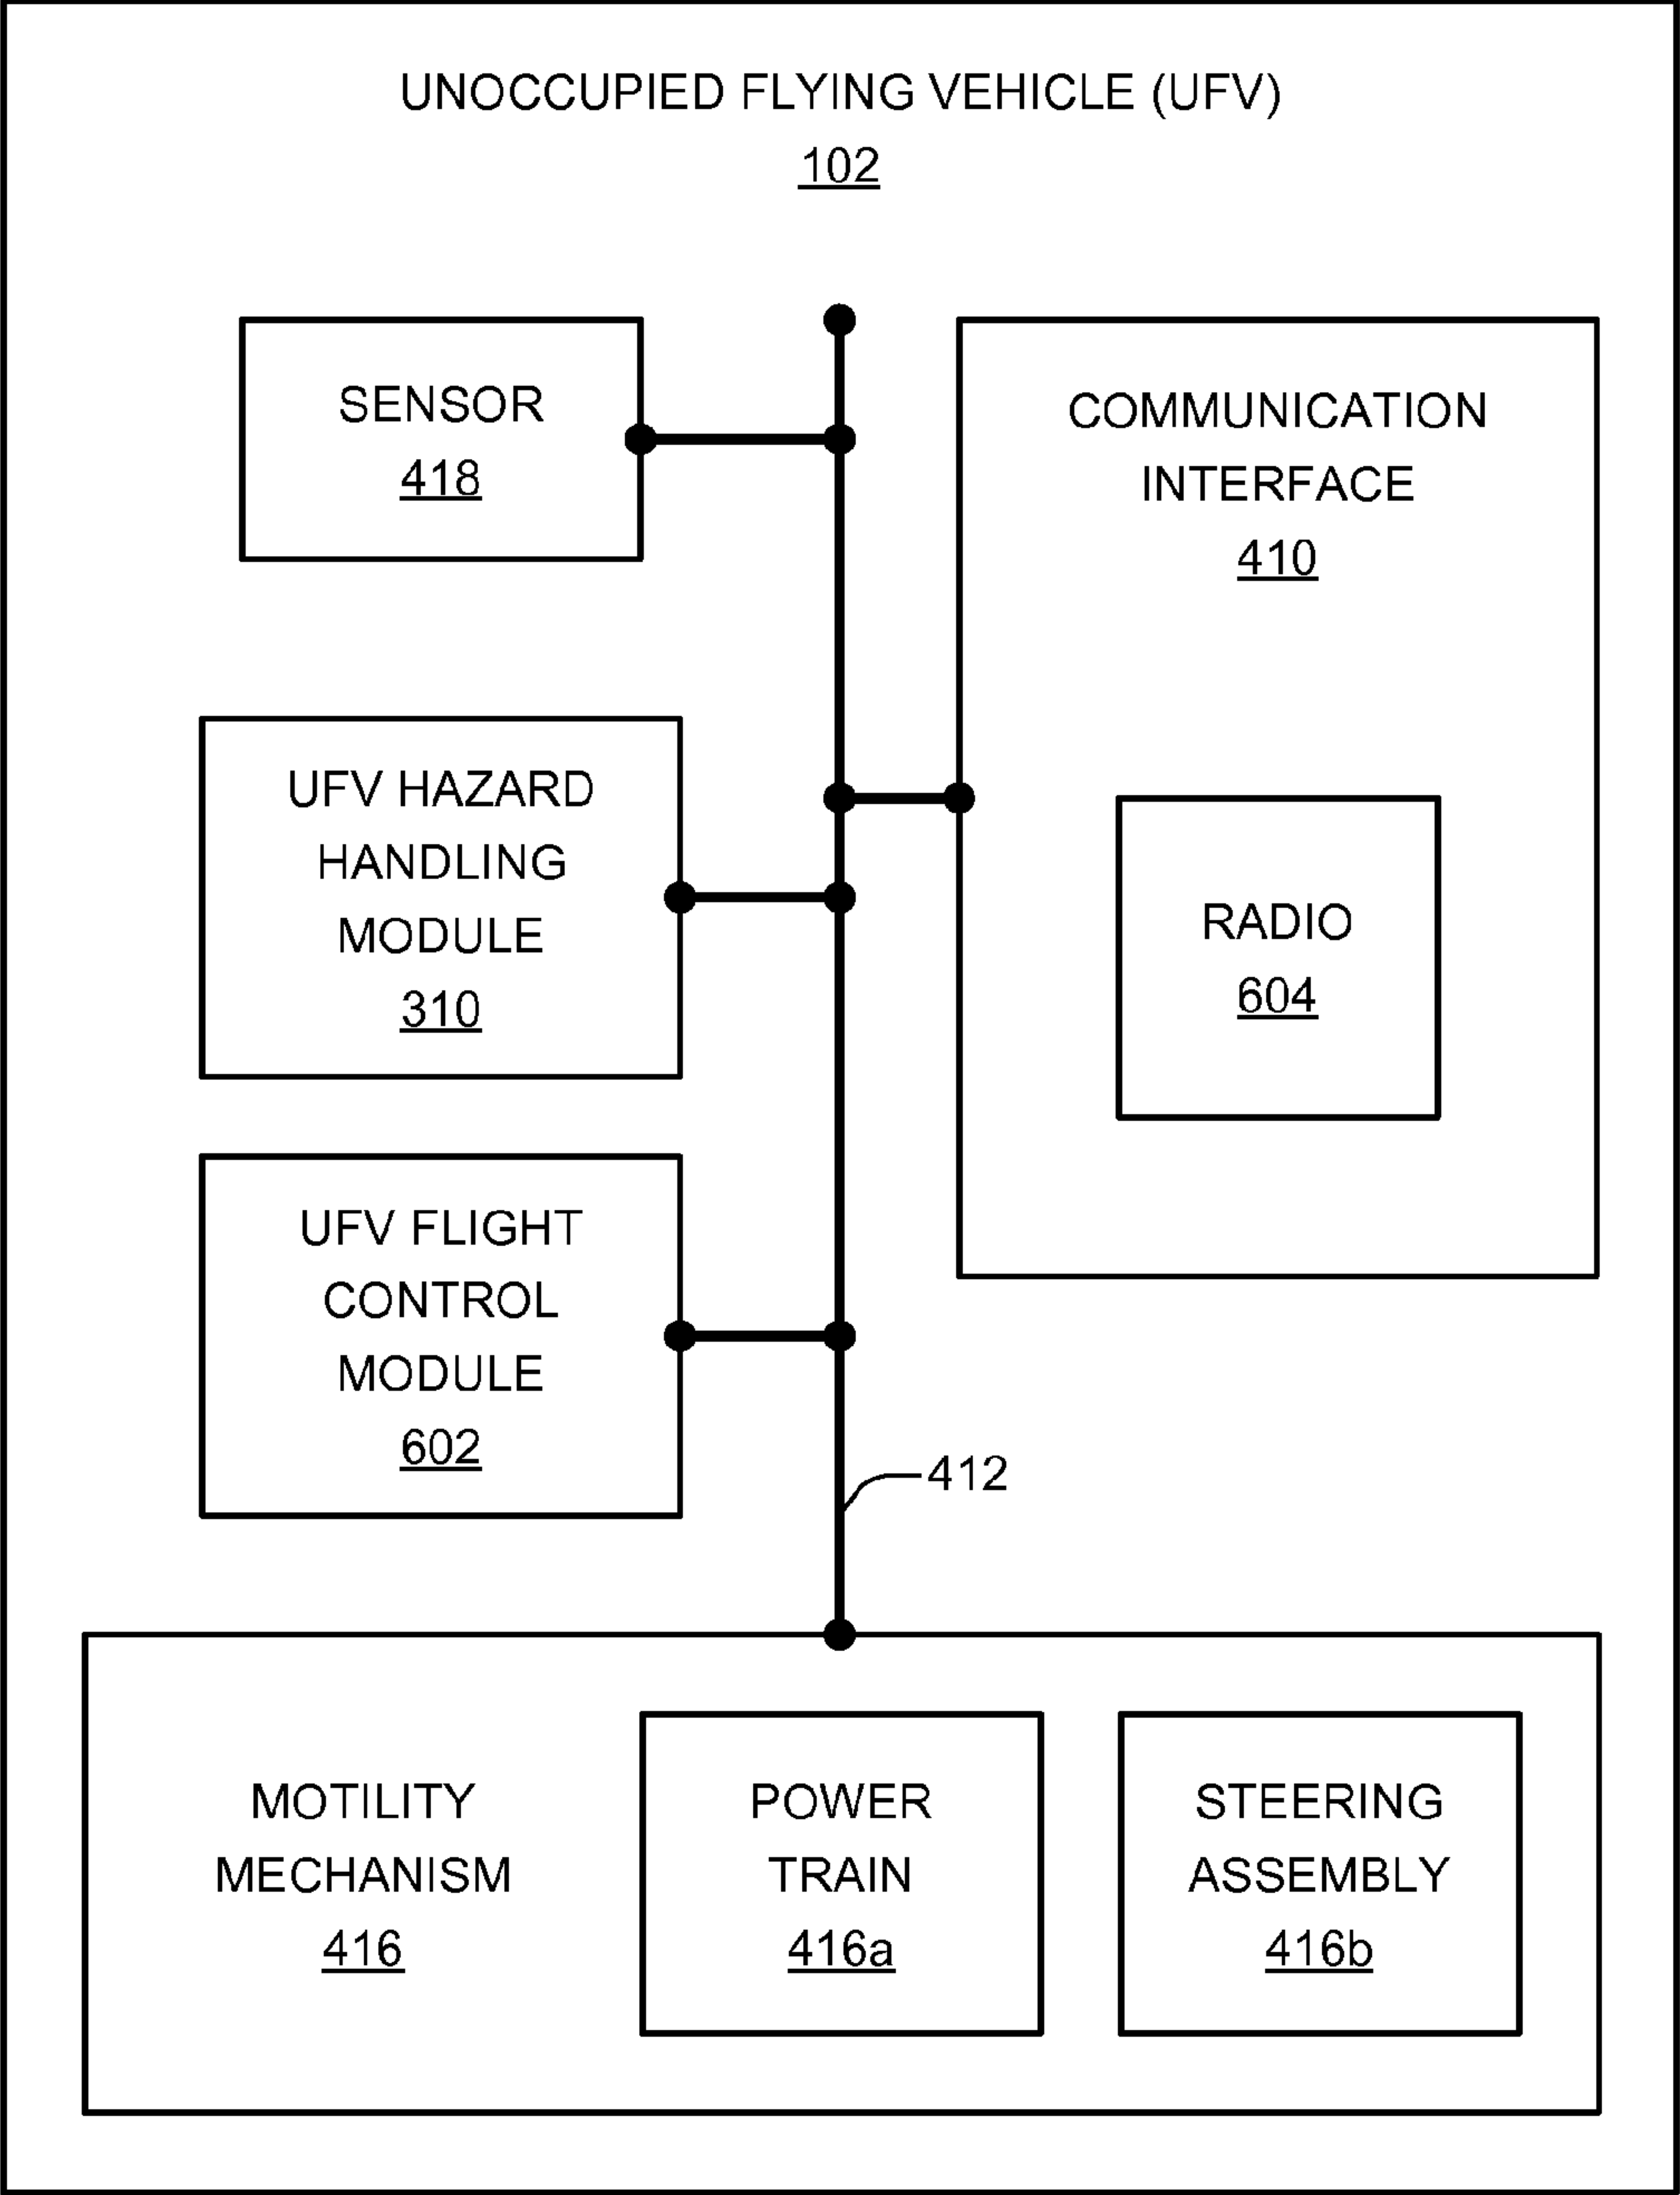 UNOCCUPIED FLYING VEHICLE (UFV)
102
SENSOR
418
COMMUNICATION
INTERFACE
410
UFV HAZARD
HANDLING
MODULE
310
RADIO
604
UFV FLIGHT
CONTROL
MODULE
602
412
MOTILITY
MECHANISM
416
POWER
TRAIN
416a
STEERING
ASSEMBLY
416b